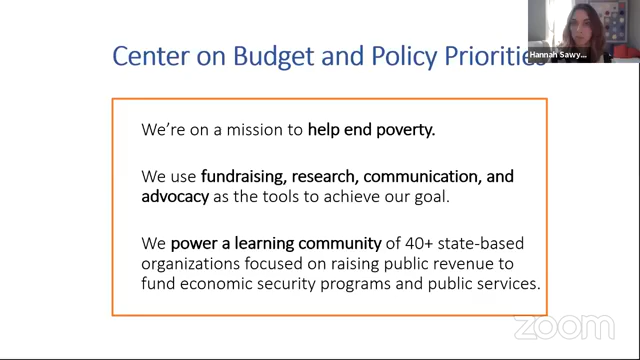 Hannah Sawy...
Center on Budget and Policy Priorities
We're on a mission to help end poverty.
We use fundraising, research, communication, and
advocacy as the tools to achieve our goal.
We power a learning community of 40+ state-based
organizations focused on raising public revenue to
fund economic security programs and public services.
zoom